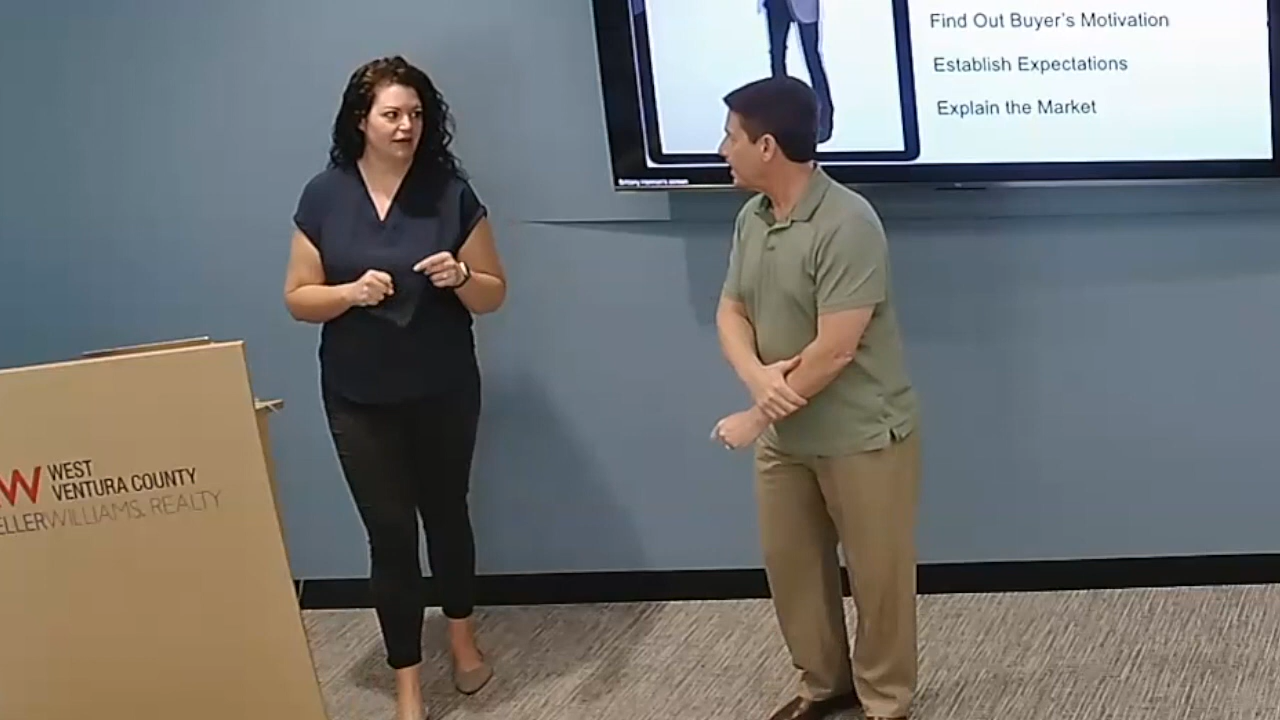 Find Out Buyer's Motivation
Establish Expectations
Explain the Market
W WEST
VENTURA COUNTY
ELLERWILLIAMS. REALTY